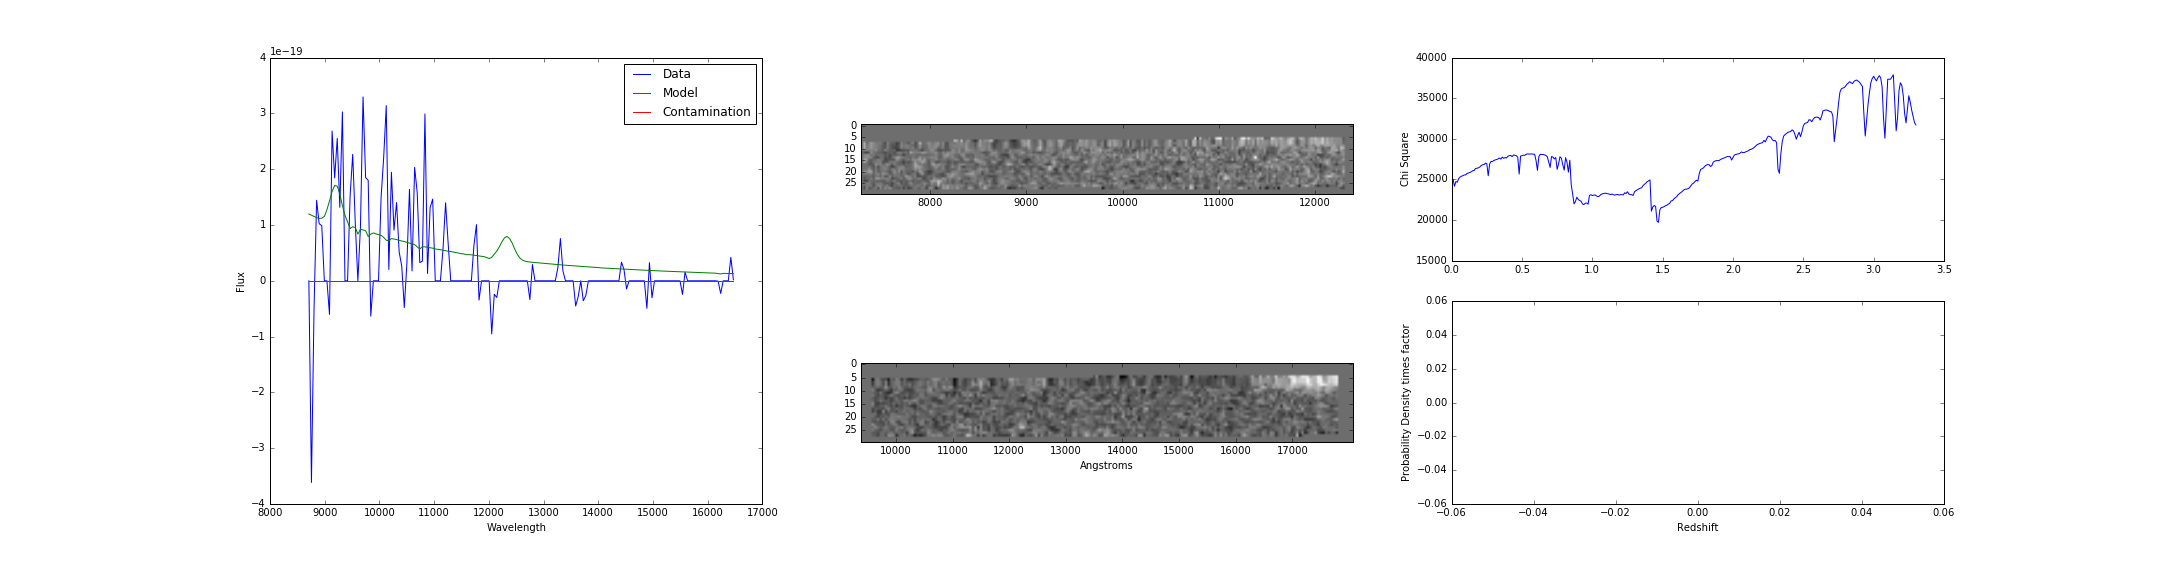 1e−19
4
3
2
1
0
−1
−2
−3
−4
Flux
8000 9000 10000 11000 12000 13000 14000 15000 16000 17000
Wavelength
Data
Model
Contamination
0
5
10
15
20
25
8000 9000 10000 11000 12000
0
5
10
15
20
25
10000 11000 12000 13000 14000 15000 16000 17000
Angstroms
40000
35000
30000
25000
20000
15000
Chi Square
0.0 0.5 1.0 1.5 2.0 2.5 3.0 3.5
0.06
0.04
0.02
0.00
−0.02
−0.04
−0.06
Probability Density times factor
−0.06 −0.04 −0.02 0.00 0.02 0.04 0.06
Redshift